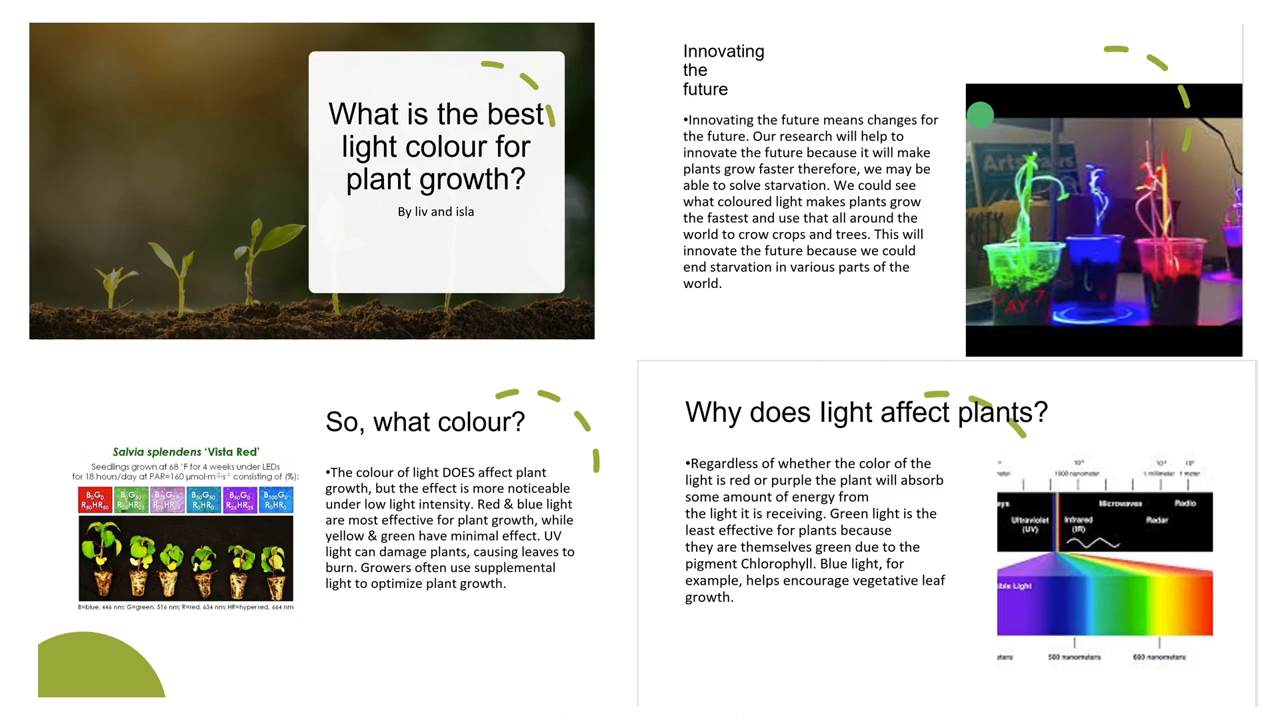 What is the best
light colour for
plant growth?
By liv and isla
Innovating
the
future
•Innovating the future means changes for
the future. Our research will help to
innovate the future because it will make
plants grow faster therefore, we may be
able to solve starvation. We could see
what coloured light makes plants grow
the fastest and use that all around the
world to crow crops and trees. This will
innovate the future because we could
end starvation in various parts of the
world.
DAY 7
So, what colour?
Salvia splendens ‘Vista Red’
Seedlings grown at 68 °F for 4 weeks under LEDs
for 18 hours/day at PAR=160 µmol·m⁻²·s⁻¹ consisting of (%):
B=blue, 446 nm; G=green, 516 nm; R=red, 634 nm; HR=hyper red, 664 nm
•The colour of light DOES affect plant
growth, but the effect is more noticeable
under low light intensity. Red & blue light
are most effective for plant growth, while
yellow & green have minimal effect. UV
light can damage plants, causing leaves to
burn. Growers often use supplemental
light to optimize plant growth.
Why does light affect plants?
•Regardless of whether the color of the
light is red or purple the plant will absorb
some amount of energy from
the light it is receiving. Green light is the
least effective for plants because
they are themselves green due to the
pigment Chlorophyll. Blue light, for
example, helps encourage vegetative leaf
growth.
1000 nanometer
1 millimeter
1 meter
Microwaves
Radio
Ultraviolet
(UV)
Infrared
(IR)
Radar
Light
500 nanometers
600 nanometers